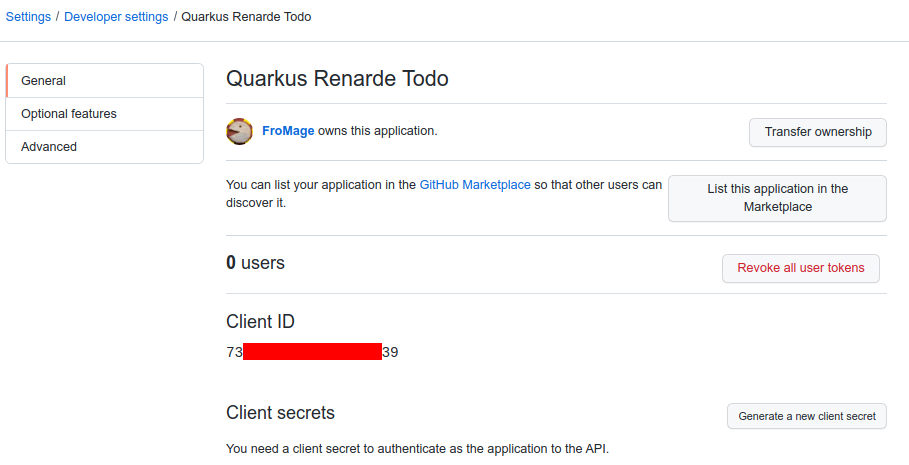 Settings / Developer settings / Quarkus Renarde Todo
General
Optional features
Advanced
Quarkus Renarde Todo
FroMage owns this application.
Transfer ownership
You can list your application in the GitHub Marketplace so that other users can
discover it.
List this application in the
Marketplace
0 users
Revoke all user tokens
Client ID
73 39
Client secrets
Generate a new client secret
You need a client secret to authenticate as the application to the API.